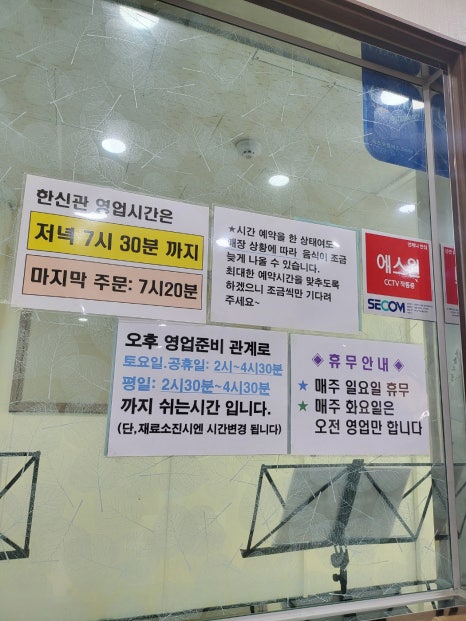 한신관 영업시간은
저녁 7시 30분 까지
마지막 주문: 7시20분
★시간 예약을 한 상태여도
매장 상황에 따라 음식이 조금
늦게 나올 수 있습니다.
최대한 예약시간을 맞추도록
하겠으니 조금씩만 기다려
주세요~
에스원
CCTV 작동중
SECOM
오후 영업준비 관계로
토요일.공휴일: 2시~4시30분
평일: 2시30분~4시30분
까지 쉬는시간 입니다.
(단,재료소진시엔 시간변경 됩니다)
◈ 휴무안내 ◈
★ 매주 일요일 휴무
★ 매주 화요일은
오전 영업만 합니다